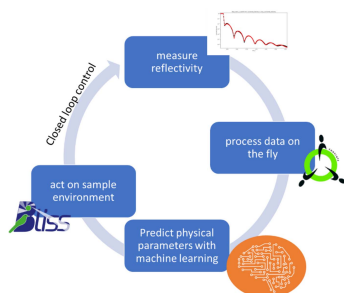 measure
reflectivity
process data on
the fly
Predict physical
parameters with
machine learning
act on sample
environment
Closed loop control